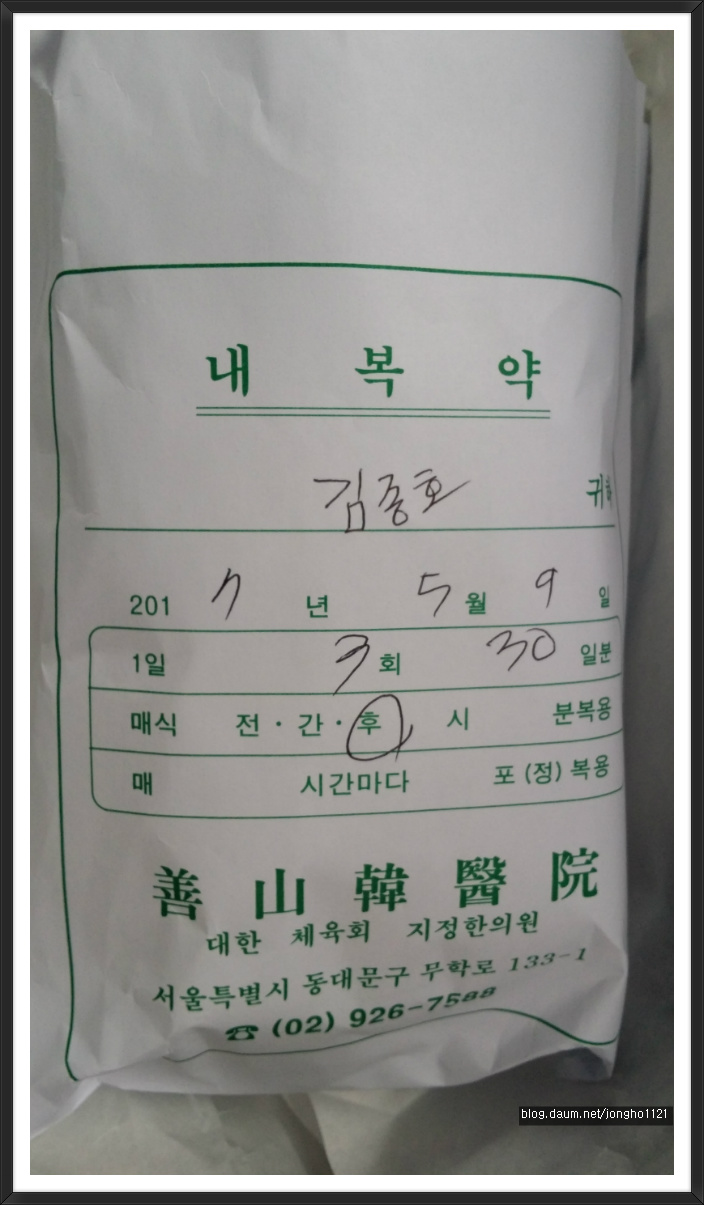 내 복 약
김종호 귀하
2017 년 5 월 9 일
1일 3 회 30 일분
매식 전 · 간 · 후 시 분복용
매 시간마다 포 (정) 복용
善山韓醫院
대한 체육회 지정한의원
서울특별시 동대문구 무학로 133-1
☎ (02) 926-7588
blog.daum.net/jongho1121